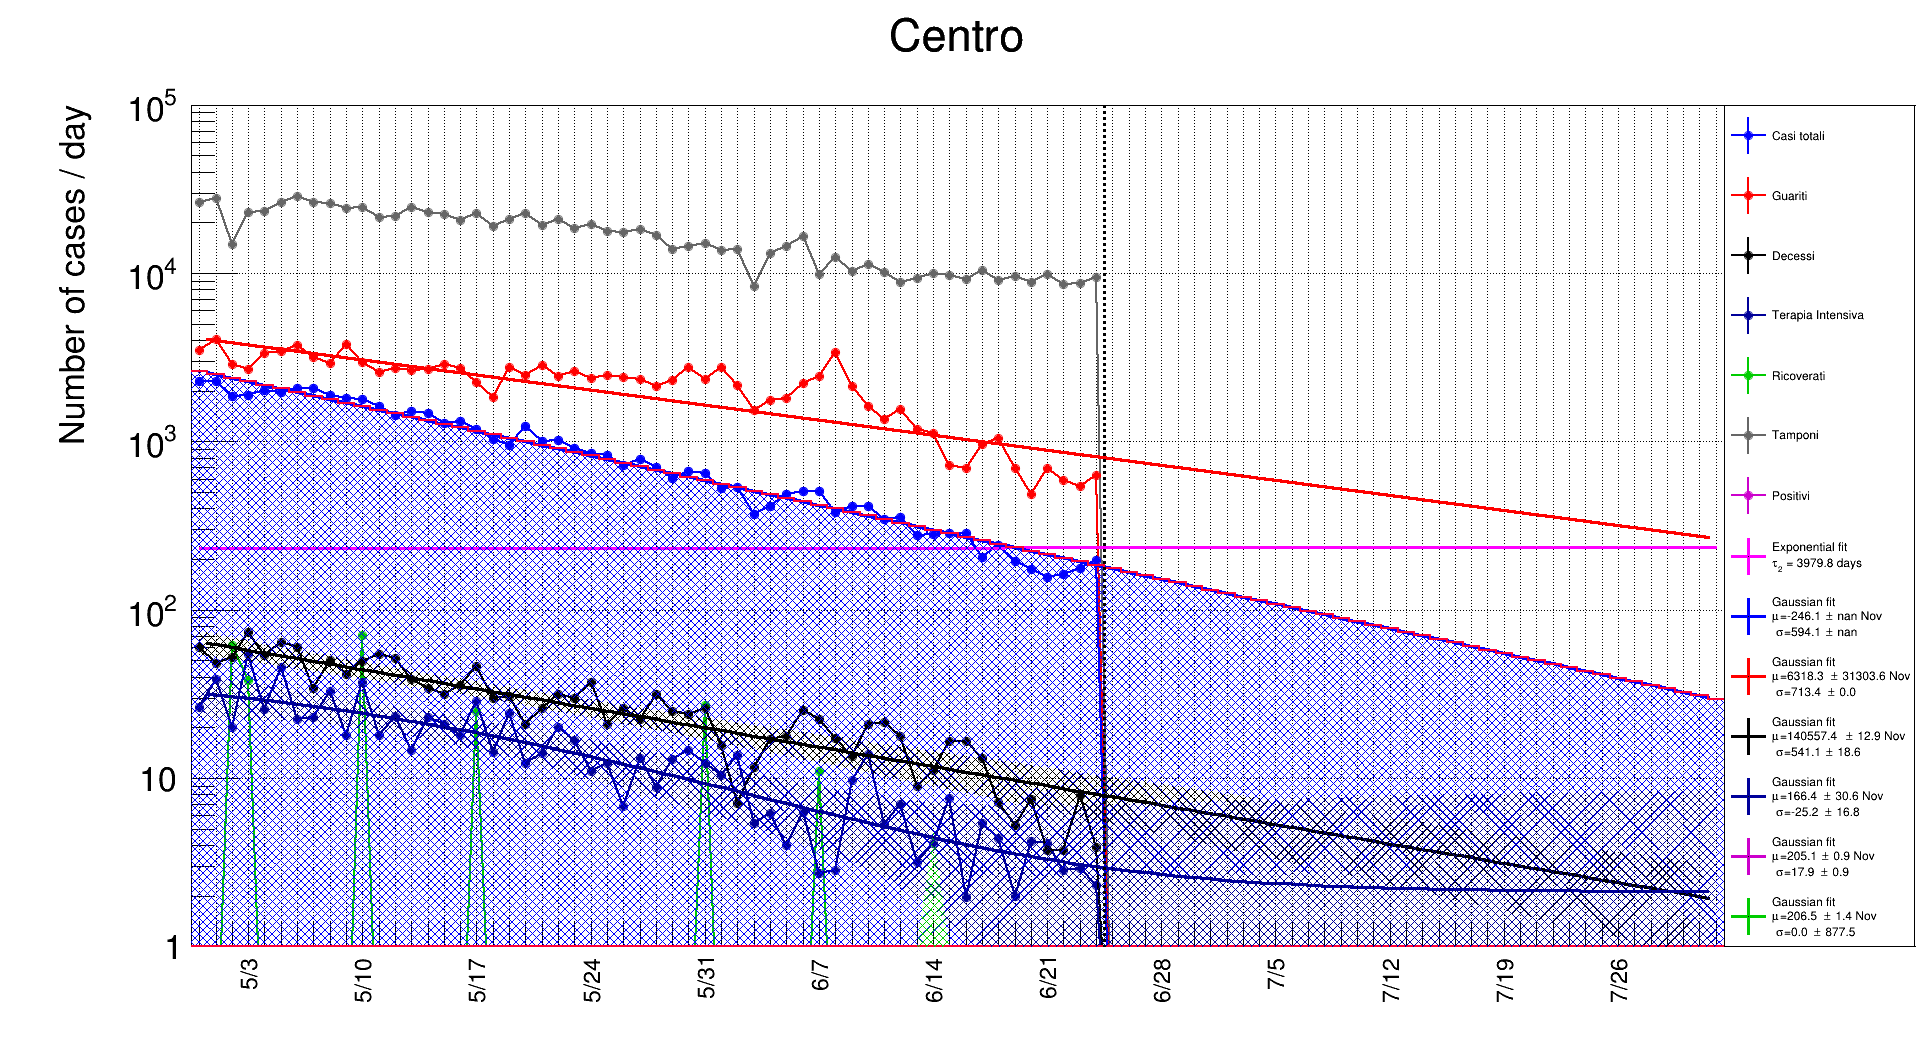 Centro
Number of cases / day
10^5
10^4
10^3
10^2
10
1
5/3
5/10
5/17
5/24
5/31
6/7
6/14
6/21
6/28
7/5
7/12
7/19
7/26
Casi totali
Guariti
Decessi
Terapia Intensiva
Ricoverati
Tamponi
Positivi
Exponential fit
τ2 = 3979.8 days
Gaussian fit
μ=-246.1 ± nan Nov
σ=594.1 ± nan
Gaussian fit
μ=6318.3 ± 31303.6 Nov
σ=713.4 ± 0.0
Gaussian fit
μ=140557.4 ± 12.9 Nov
σ=541.1 ± 18.6
Gaussian fit
μ=166.4 ± 30.6 Nov
σ=-25.2 ± 16.8
Gaussian fit
μ=205.1 ± 0.9 Nov
σ=17.9 ± 0.9
Gaussian fit
μ=206.5 ± 1.4 Nov
σ=0.0 ± 877.5